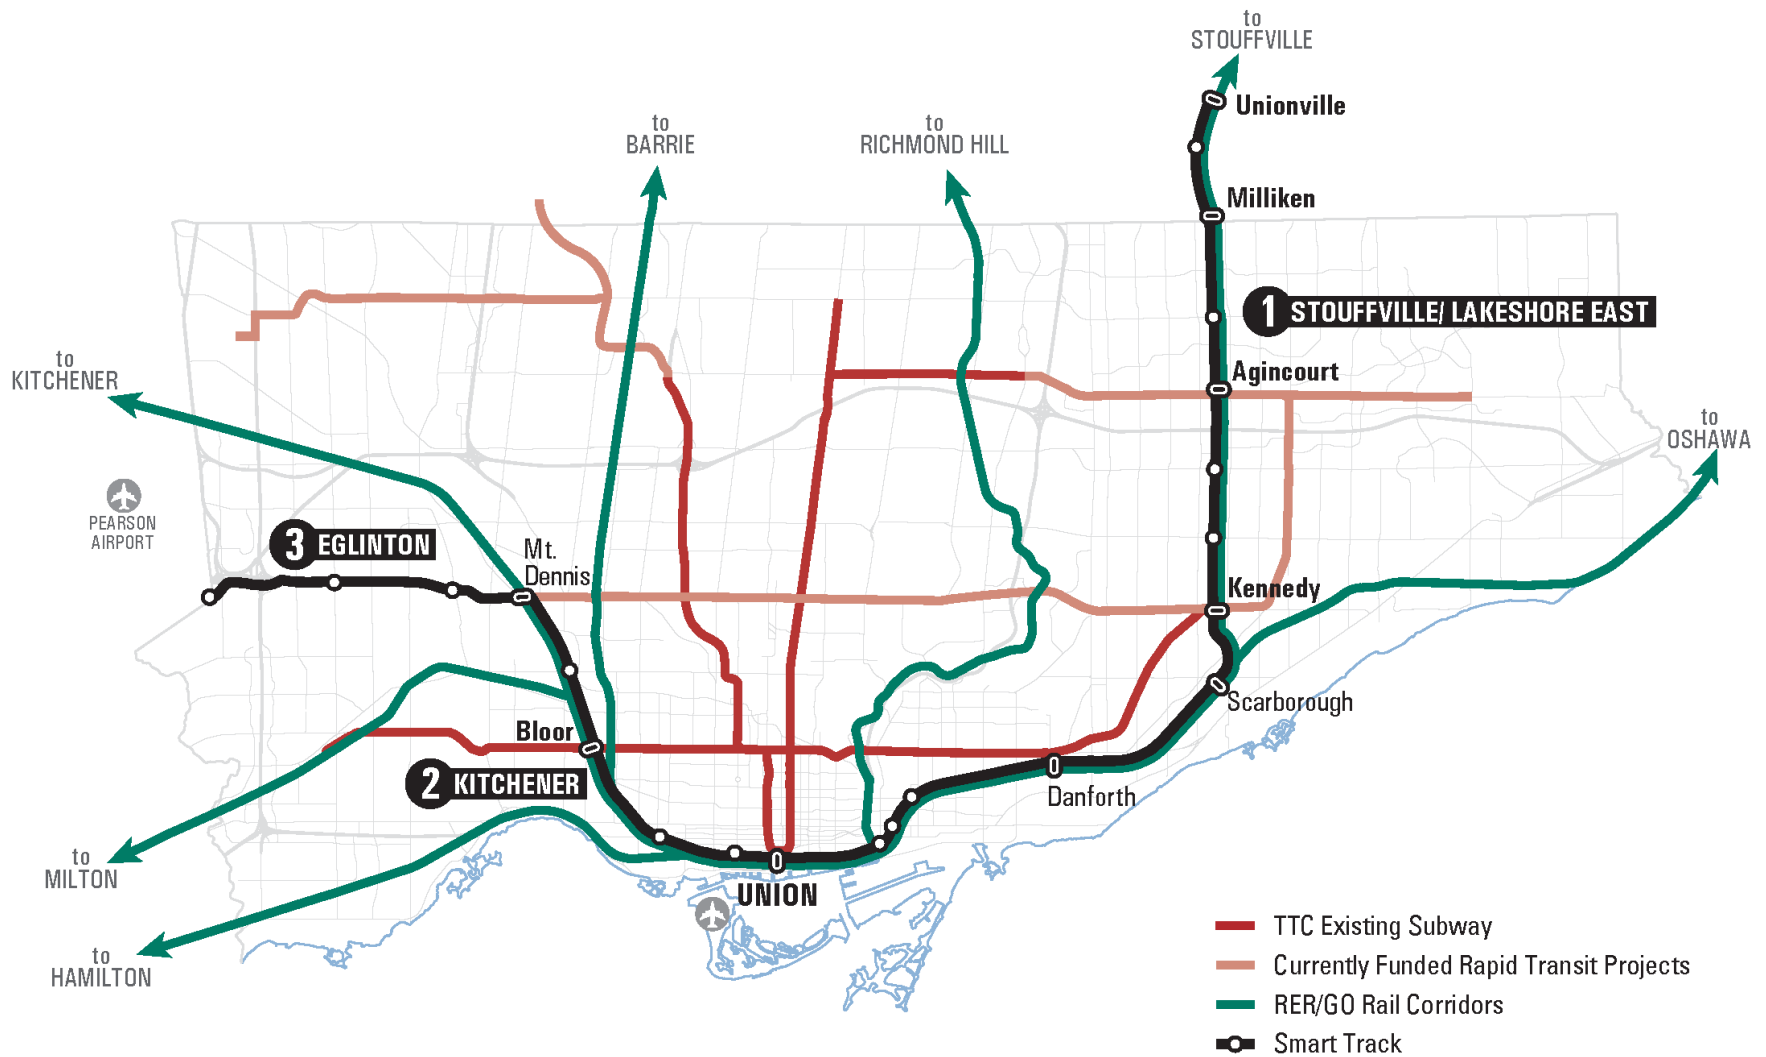 to
STOUFFVILLE
Unionville
to
BARRIE
to
RICHMOND HILL
Milliken
1 STOUFFVILLE/ LAKESHORE EAST
to
KITCHENER
Agincourt
to
OSHAWA
PEARSON
AIRPORT
3 EGLINTON
Mt.
Dennis
Kennedy
Scarborough
Bloor
2 KITCHENER
Danforth
to
MILTON
UNION
to
HAMILTON
TTC Existing Subway
Currently Funded Rapid Transit Projects
RER/GO Rail Corridors
Smart Track